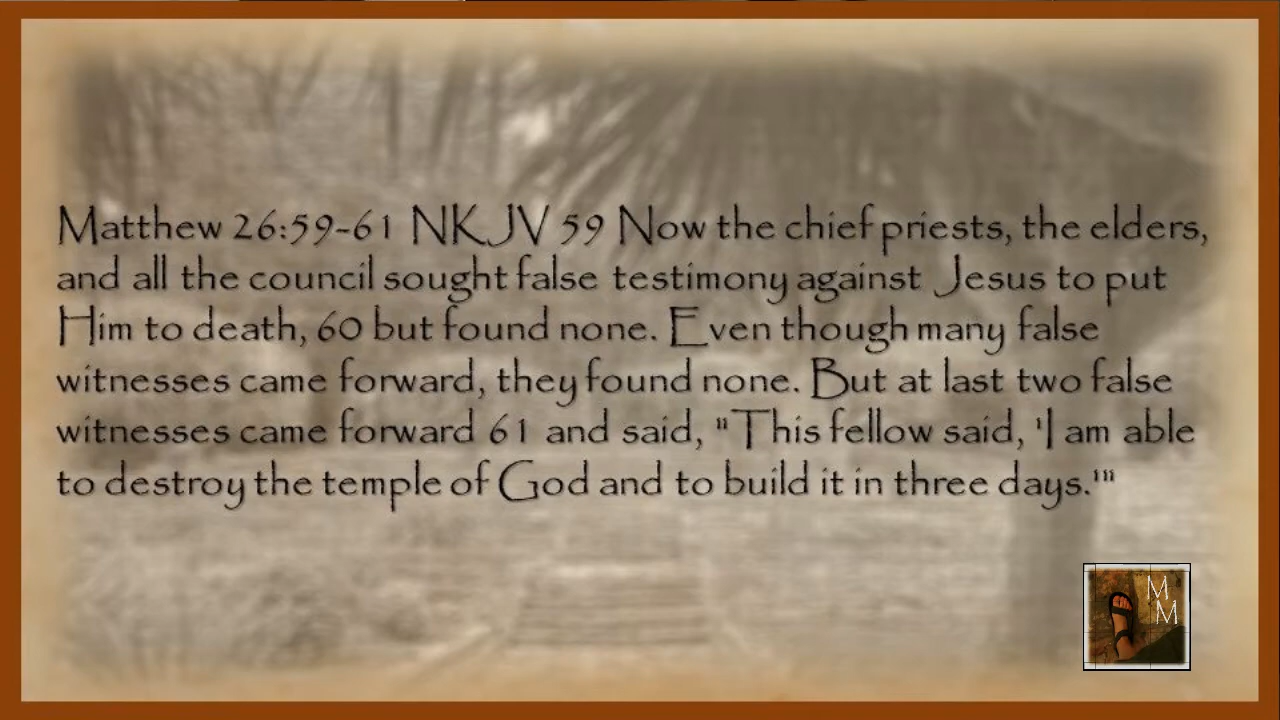 Matthew 26:59-61 NKJV 59 Now the chief priests, the elders,
and all the council sought false testimony against Jesus to put
Him to death, 60 but found none. Even though many false
witnesses came forward, they found none. But at last two false
witnesses came forward 61 and said, "This fellow said, 'I am able
to destroy the temple of God and to build it in three days.'"
M
M